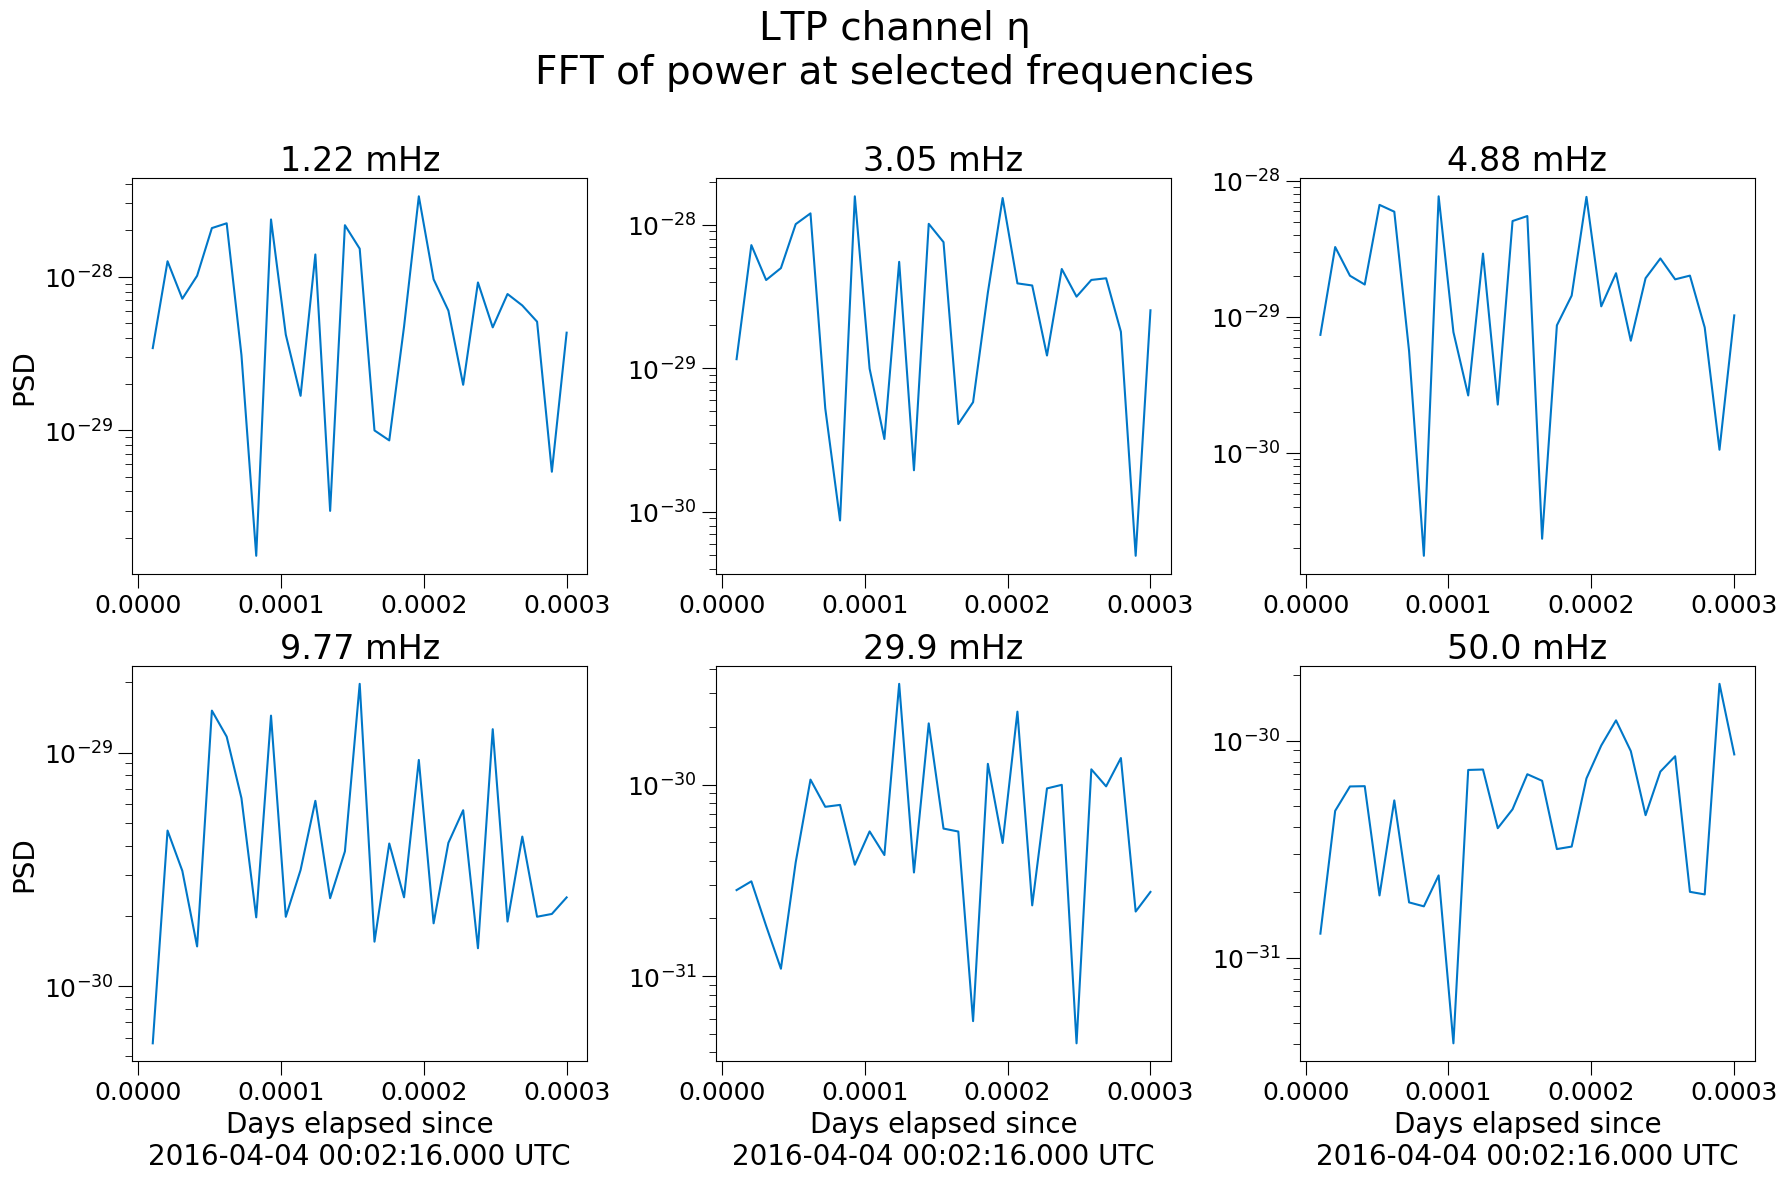 LTP channel η
FFT of power at selected frequencies
1.22 mHz
3.05 mHz
4.88 mHz
PSD
10⁻²⁸
10⁻²⁹
10⁻²⁸
10⁻²⁹
10⁻³⁰
10⁻²⁸
10⁻²⁹
10⁻³⁰
0.0000 0.0001 0.0002 0.0003
0.0000 0.0001 0.0002 0.0003
0.0000 0.0001 0.0002 0.0003
9.77 mHz
29.9 mHz
50.0 mHz
PSD
10⁻²⁹
10⁻³⁰
10⁻³⁰
10⁻³¹
10⁻³⁰
10⁻³¹
0.0000 0.0001 0.0002 0.0003
0.0000 0.0001 0.0002 0.0003
0.0000 0.0001 0.0002 0.0003
Days elapsed since
2016-04-04 00:02:16.000 UTC
Days elapsed since
2016-04-04 00:02:16.000 UTC
Days elapsed since
2016-04-04 00:02:16.000 UTC